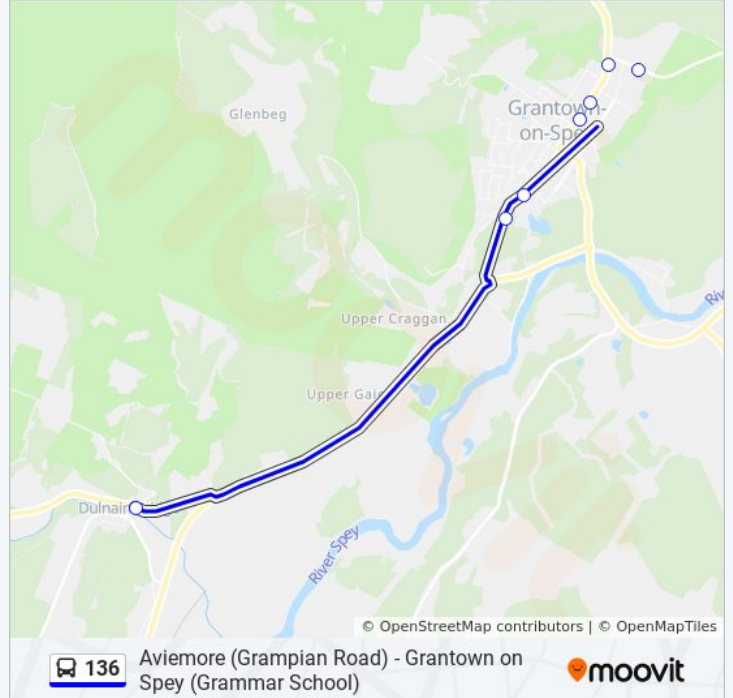 Glenbeg
Grantown-
on-Spe
Upper Craggan
Upper Gai
Dulnain
River Spey
Riv
© OpenStreetMap contributors | © OpenMapTiles
136
Aviemore (Grampian Road) - Grantown on
Spey (Grammar School)
moovit